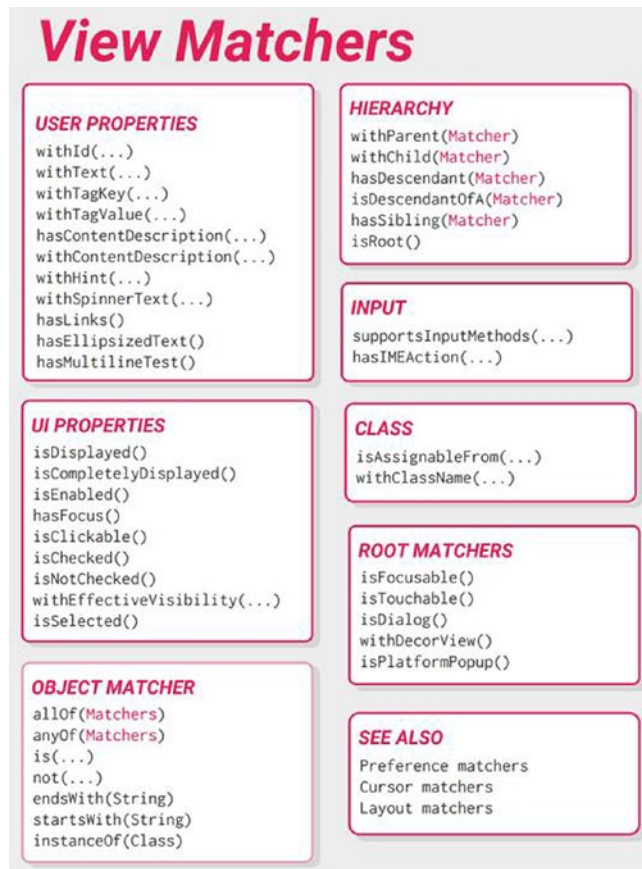 View Matchers
USER PROPERTIES
withId(...)
withText(...)
withTagKey(...)
withTagValue(...)
hasContentDescription(...)
withContentDescription(...)
withHint(...)
withSpinnerText(...)
hasLinks()
hasEllipsizedText()
hasMultilineTest()
UI PROPERTIES
isDisplayed()
isCompletelyDisplayed()
isEnabled()
hasFocus()
isClickable()
isChecked()
isNotChecked()
withEffectiveVisibility(...)
isSelected()
OBJECT MATCHER
allOf(Matchers)
anyOf(Matchers)
is(...)
not(...)
endsWith(String)
startsWith(String)
instanceOf(Class)
HIERARCHY
withParent(Matcher)
withChild(Matcher)
hasDescendant(Matcher)
isDescendantOfA(Matcher)
hasSibling(Matcher)
isRoot()
INPUT
supportsInputMethods(...)
hasIMEAction(...)
CLASS
isAssignableFrom(...)
withClassName(...)
ROOT MATCHERS
isFocusable()
isTouchable()
isDialog()
withDecorView()
isPlatformPopup()
SEE ALSO
Preference matchers
Cursor matchers
Layout matchers